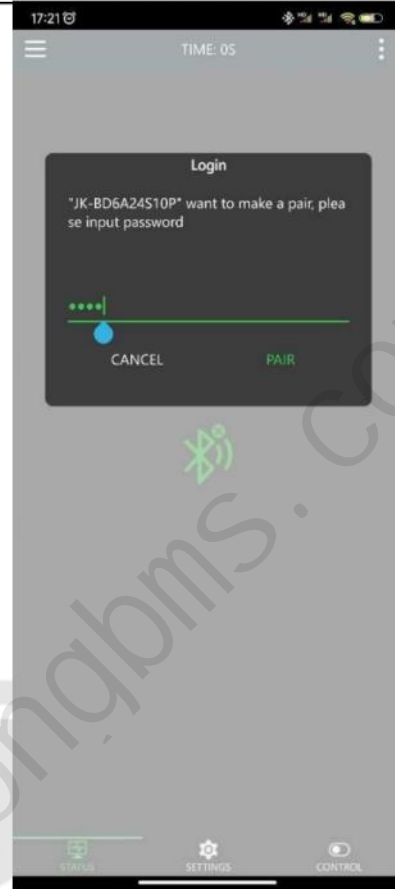 17:21
TIME: 0S
Login
"JK-BD6A24S10P" want to make a pair, plea
se input password
••••
CANCEL PAIR
STATUS SETTINGS CONTROL